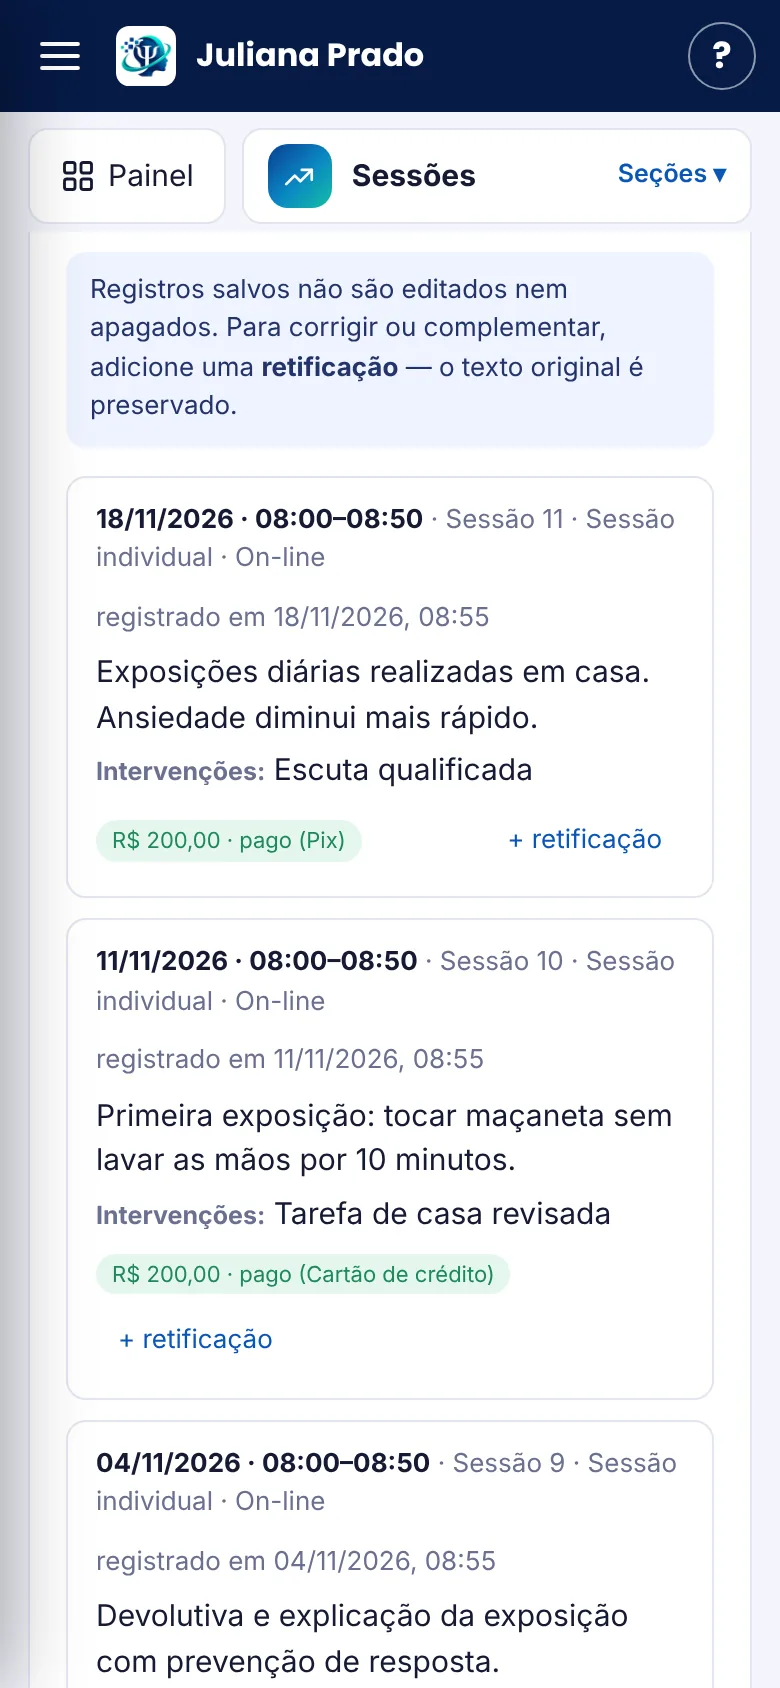 Juliana Prado
?
Painel
Sessões
Seções ▾
Registros salvos não são editados nem
apagados. Para corrigir ou complementar,
adicione uma retificação — o texto original é
preservado.
18/11/2026 · 08:00–08:50 · Sessão 11 · Sessão
individual · On-line
registrado em 18/11/2026, 08:55
Exposições diárias realizadas em casa.
Ansiedade diminui mais rápido.
Intervenções: Escuta qualificada
R$ 200,00 · pago (Pix)
+ retificação
11/11/2026 · 08:00–08:50 · Sessão 10 · Sessão
individual · On-line
registrado em 11/11/2026, 08:55
Primeira exposição: tocar maçaneta sem
lavar as mãos por 10 minutos.
Intervenções: Tarefa de casa revisada
R$ 200,00 · pago (Cartão de crédito)
+ retificação
04/11/2026 · 08:00–08:50 · Sessão 9 · Sessão
individual · On-line
registrado em 04/11/2026, 08:55
Devolutiva e explicação da exposição
com prevenção de resposta.